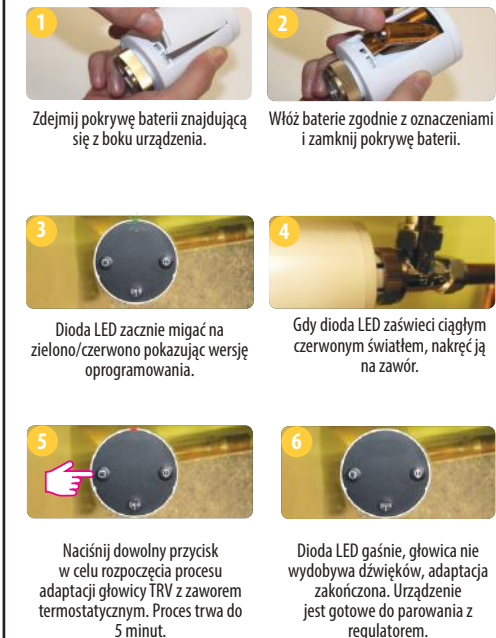 1
Zdejmij pokrywę baterii znajdującą
się z boku urządzenia.
2
Włóż baterie zgodnie z oznaczeniami
i zamknij pokrywę baterii.
3
Dioda LED zacznie migać na
zielono/czerwono pokazując wersję
oprogramowania.
4
Gdy dioda LED zaświeci ciągłym
czerwonym światłem, nakręć ją
na zawór.
5
Naciśnij dowolny przycisk
w celu rozpoczęcia procesu
adaptacji głowicy TRV z zaworem
termostatycznym. Proces trwa do
5 minut.
6
Dioda LED gaśnie, głowica nie
wydobywa dźwięków, adaptacja
zakończona. Urządzenie
jest gotowe do parowania z
regulatorem.